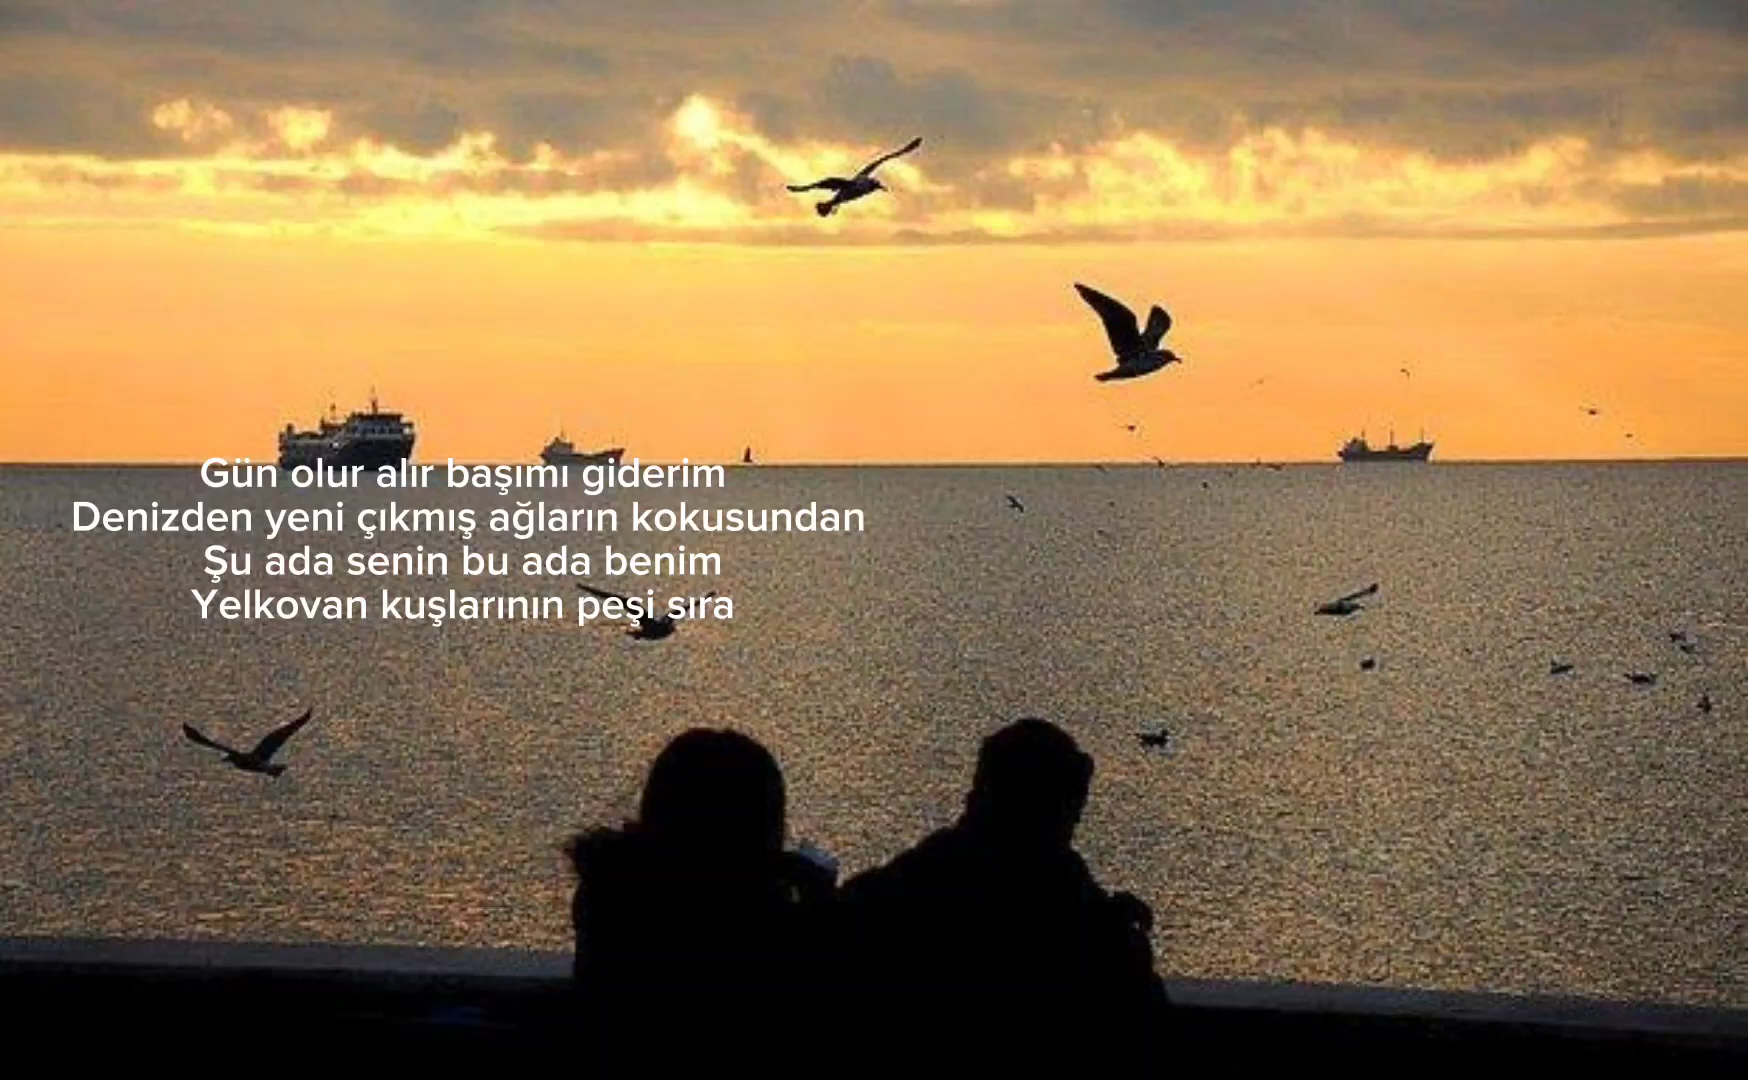 Gün olur alır başımı giderim
Denizden yeni çıkmış ağların kokusundan
Şu ada senin bu ada benim
Yelkovan kuşlarının peşi sıra